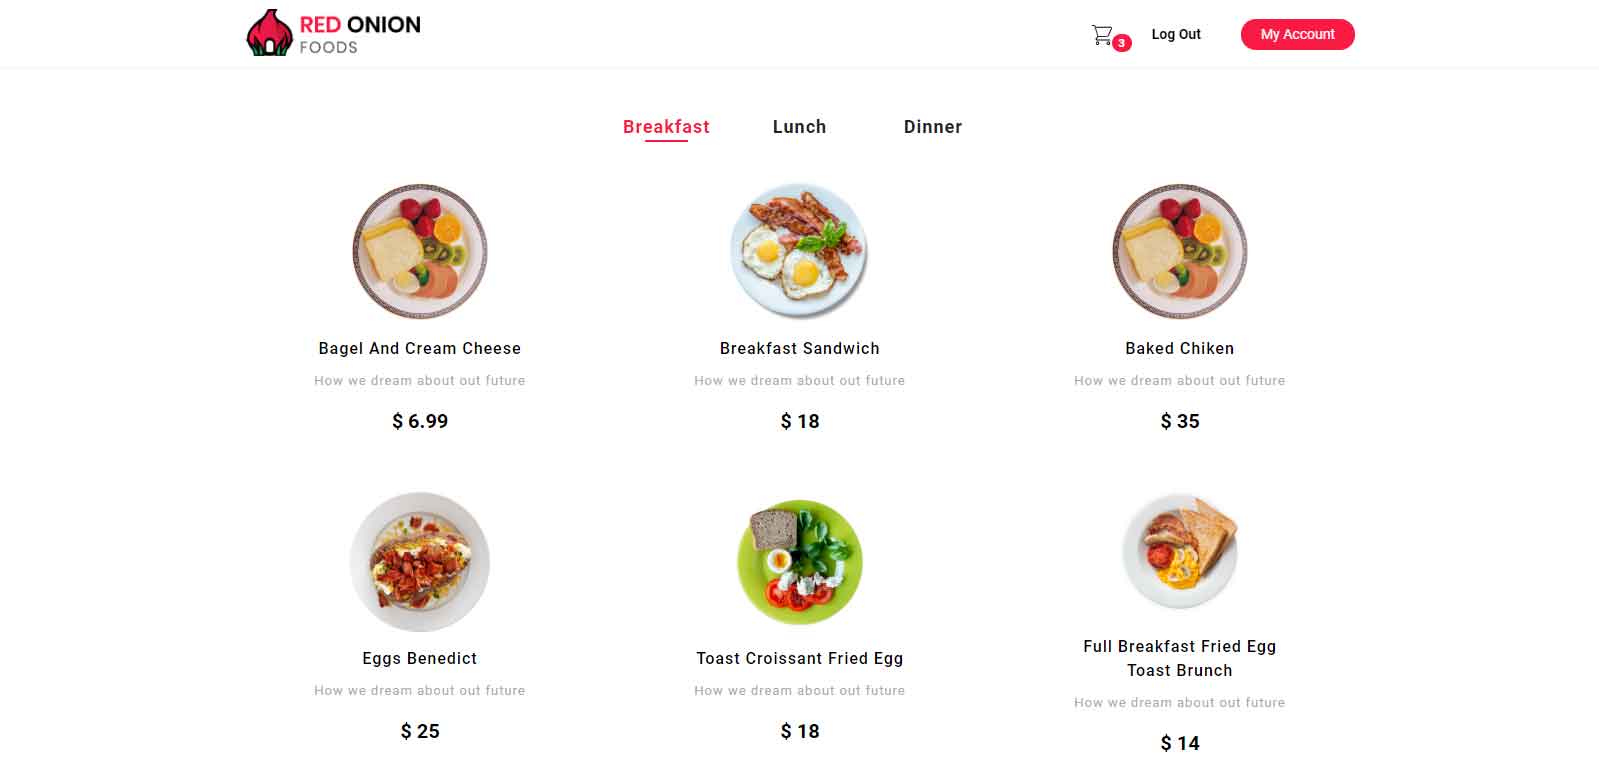 RED ONION
FOODS
3
Log Out
My Account
Breakfast
Lunch
Dinner
Bagel And Cream Cheese
How we dream about out future
$ 6.99
Breakfast Sandwich
How we dream about out future
$ 18
Baked Chiken
How we dream about out future
$ 35
Eggs Benedict
How we dream about out future
$ 25
Toast Croissant Fried Egg
How we dream about out future
$ 18
Full Breakfast Fried Egg
Toast Brunch
How we dream about out future
$ 14